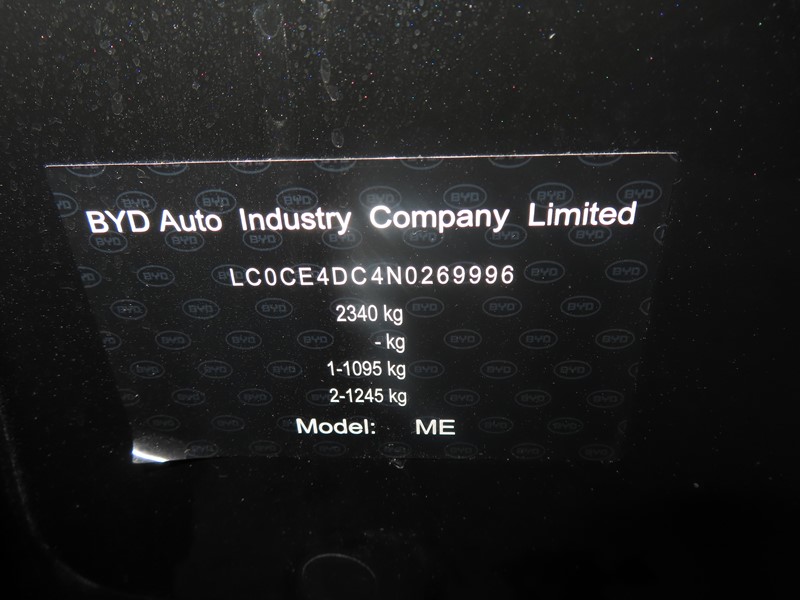 BYD Auto Industry Company Limited
LC0CE4DC4N0269996
2340 kg
- kg
1-1095 kg
2-1245 kg
Model: ME